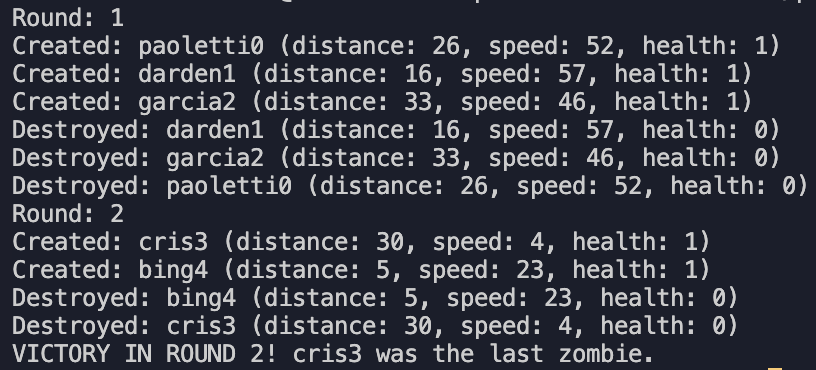 Round: 1
Created: paoletti0 (distance: 26, speed: 52, health: 1)
Created: darden1 (distance: 16, speed: 57, health: 1)
Created: garcia2 (distance: 33, speed: 46, health: 1)
Destroyed: darden1 (distance: 16, speed: 57, health: 0)
Destroyed: garcia2 (distance: 33, speed: 46, health: 0)
Destroyed: paoletti0 (distance: 26, speed: 52, health: 0)
Round: 2
Created: cris3 (distance: 30, speed: 4, health: 1)
Created: bing4 (distance: 5, speed: 23, health: 1)
Destroyed: bing4 (distance: 5, speed: 23, health: 0)
Destroyed: cris3 (distance: 30, speed: 4, health: 0)
VICTORY IN ROUND 2! cris3 was the last zombie.